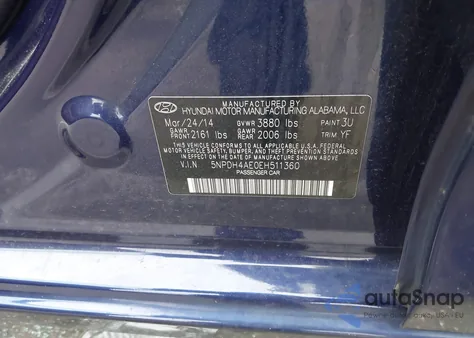 MANUFACTURED BY
HYUNDAI MOTOR MANUFACTURING ALABAMA, LLC
Mar/24/14 GVWR 3880 lbs PAINT 3U
GAWR FRONT 2161 lbs GAWR REAR 2006 lbs TRIM YF
THIS VEHICLE CONFORMS TO ALL APPLICABLE U.S. FEDERAL MOTOR
VEHICLE SAFETY, BUMPER, AND THEFT PREVENTION STANDARDS
IN EFFECT ON THE DATE OF MANUFACTURE SHOWN ABOVE.
V.I.N 5NPDH4AE0EH511360
PASSENGER CAR
autoSnap